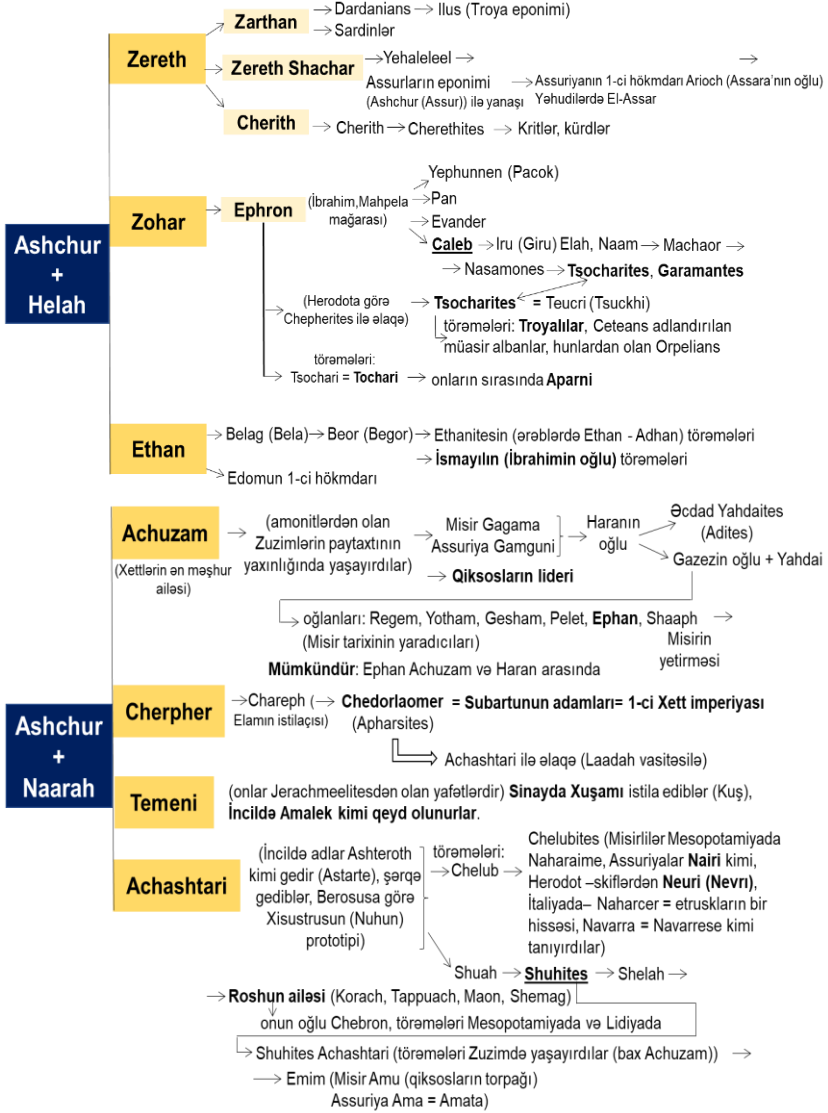 Ashchur
+
Helah
Zereth
Zarthan
Dardanians → Ilus (Troya eponimi)
Sardinlər
Zereth Shachar
Yehaleleel →
Assurların eponimi
(Ashchur (Assur)) ilə yanaşı
Assuriyanın 1-ci hökmdarı Arioch (Assara'nın oğlu)
Yəhudilərdə El-Assar
Cherith
→ Cherith → Cherethites → Kritlər, kürdlər
Zohar
Ephron
(İbrahim,Mahpela
mağarası)
Yephunnen (Pacok)
Pan
Evander
Caleb → Iru (Giru) Elah, Naam → Machaor →
→ Nasamones → Tsocharites, Garamantes
(Herodota görə
Chepherites ilə əlaqə)
Tsocharites = Teucri (Tsuckhi)
törəmələri: Troyalılar, Ceteans adlandırılan
müasir albanlar, hunlardan olan Orpelians
törəmələri:
Tsochari = Tochari → onların sırasında Aparni
Ethan
→ Belag (Bela) → Beor (Begor) → Ethanitesin (ərəblərdə Ethan - Adhan) törəmələri
→ İsmayılın (İbrahimin oğlu) törəmələri
Edomun 1-ci hökmdarı
Ashchur
+
Naarah
Achuzam
(Xettlərin ən məşhur
ailəsi)
(amonitlərdən olan
Zuzimlərin paytaxtının
yaxınlığında yaşayırdılar)
Misir Gagama
Assuriya Gamguni
→ Qiksosların lideri
Haranın
oğlu
Əcdad Yahdaites
(Adites)
Gazezin oğlu + Yahdai
oğlanları: Regem, Yotham, Gesham, Pelet, Ephan, Shaaph →
(Misir tarixinin yaradıcıları)
Misirin
yetirməsi
Mümkündür: Ephan Achuzam və Haran arasında
Cherpher
→ Chareph (→ Chedorlaomer = Subartunun adamları= 1-ci Xett imperiyası
Elamın istilaçısı)
(Apharsites)
Achashtari ilə əlaqə (Laadah vasitəsilə)
Temeni
(onlar Jerachmeelitesdən olan yafətlərdir) Sinayda Xuşamı istila ediblər (Kuş),
İncildə Amalek kimi qeyd olunurlar.
Achashtari
(İncildə adlar Ashteroth
kimi gedir (Astarte), şərqə
gediblər, Berosusa görə
Xisustrusun (Nuhun)
prototipi)
törəmələri:
→ Chelub →
Chelubites (Misirlilər Mesopotamiyada
Naharaime, Assuriyalar Nairi kimi,
Herodot –skiflərdən Neuri (Nevrı),
İtaliyada– Naharcer = etruskların bir
hissəsi, Navarra = Navarrese kimi
tanıyırdılar)
Shuah → Shuhites → Shelah →
→ Roshun ailəsi (Korach, Tappuach, Maon, Shemag)
onun oğlu Chebron, törəmələri Mesopotamiyada və Lidiyada
Shuhites Achashtari (törəmələri Zuzimdə yaşayırdılar (bax Achuzam)) →
→ Emim (Misir Amu (qiksosların torpağı)
Assuriya Ama = Amata)